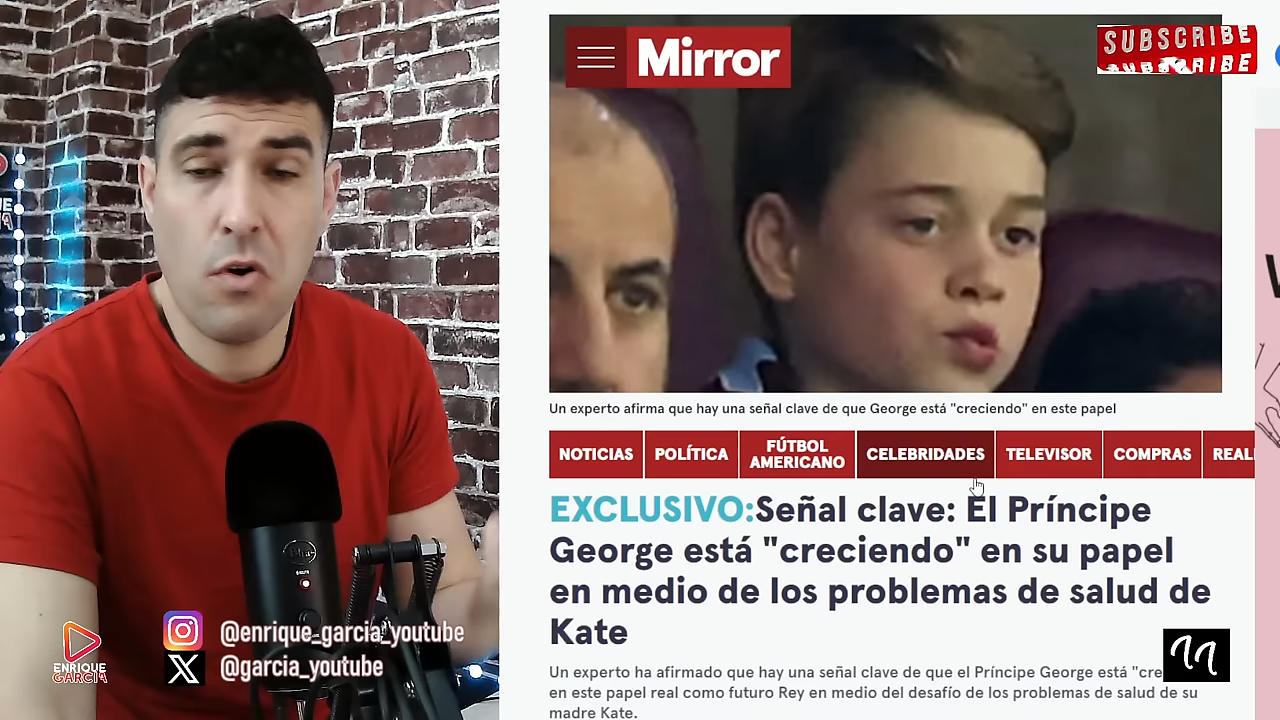 Mirror
SUBSCRIBE
Un experto afirma que hay una señal clave de que George está "creciendo" en este papel
NOTICIAS
POLÍTICA
FÚTBOL
AMERICANO
CELEBRIDADES
TELEVISOR
COMPRAS
EXCLUSIVO:Señal clave: El Príncipe
George está "creciendo" en su papel
en medio de los problemas de salud de
Kate
Un experto ha afirmado que hay una señal clave de que el Príncipe George está
en este papel real como futuro Rey en medio del desafío de los problemas de salud de su
madre Kate.
@enrique_garcia_youtube
@garcia_youtube
ENRIQUE
GARCIA